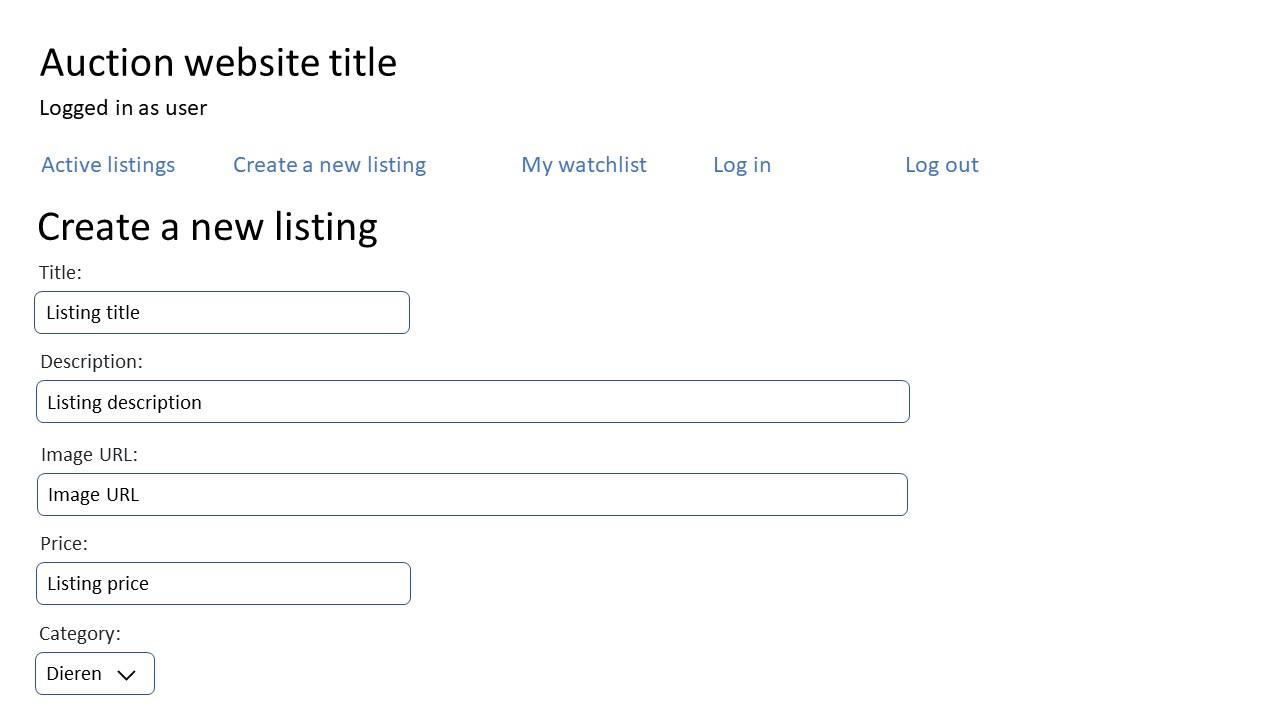 Auction website title
Logged in as user
Active listings Create a new listing My watchlist Log in Log out
Create a new listing
Title:
Listing title
Description:
Listing description
Image URL:
Image URL
Price:
Listing price
Category:
Dieren